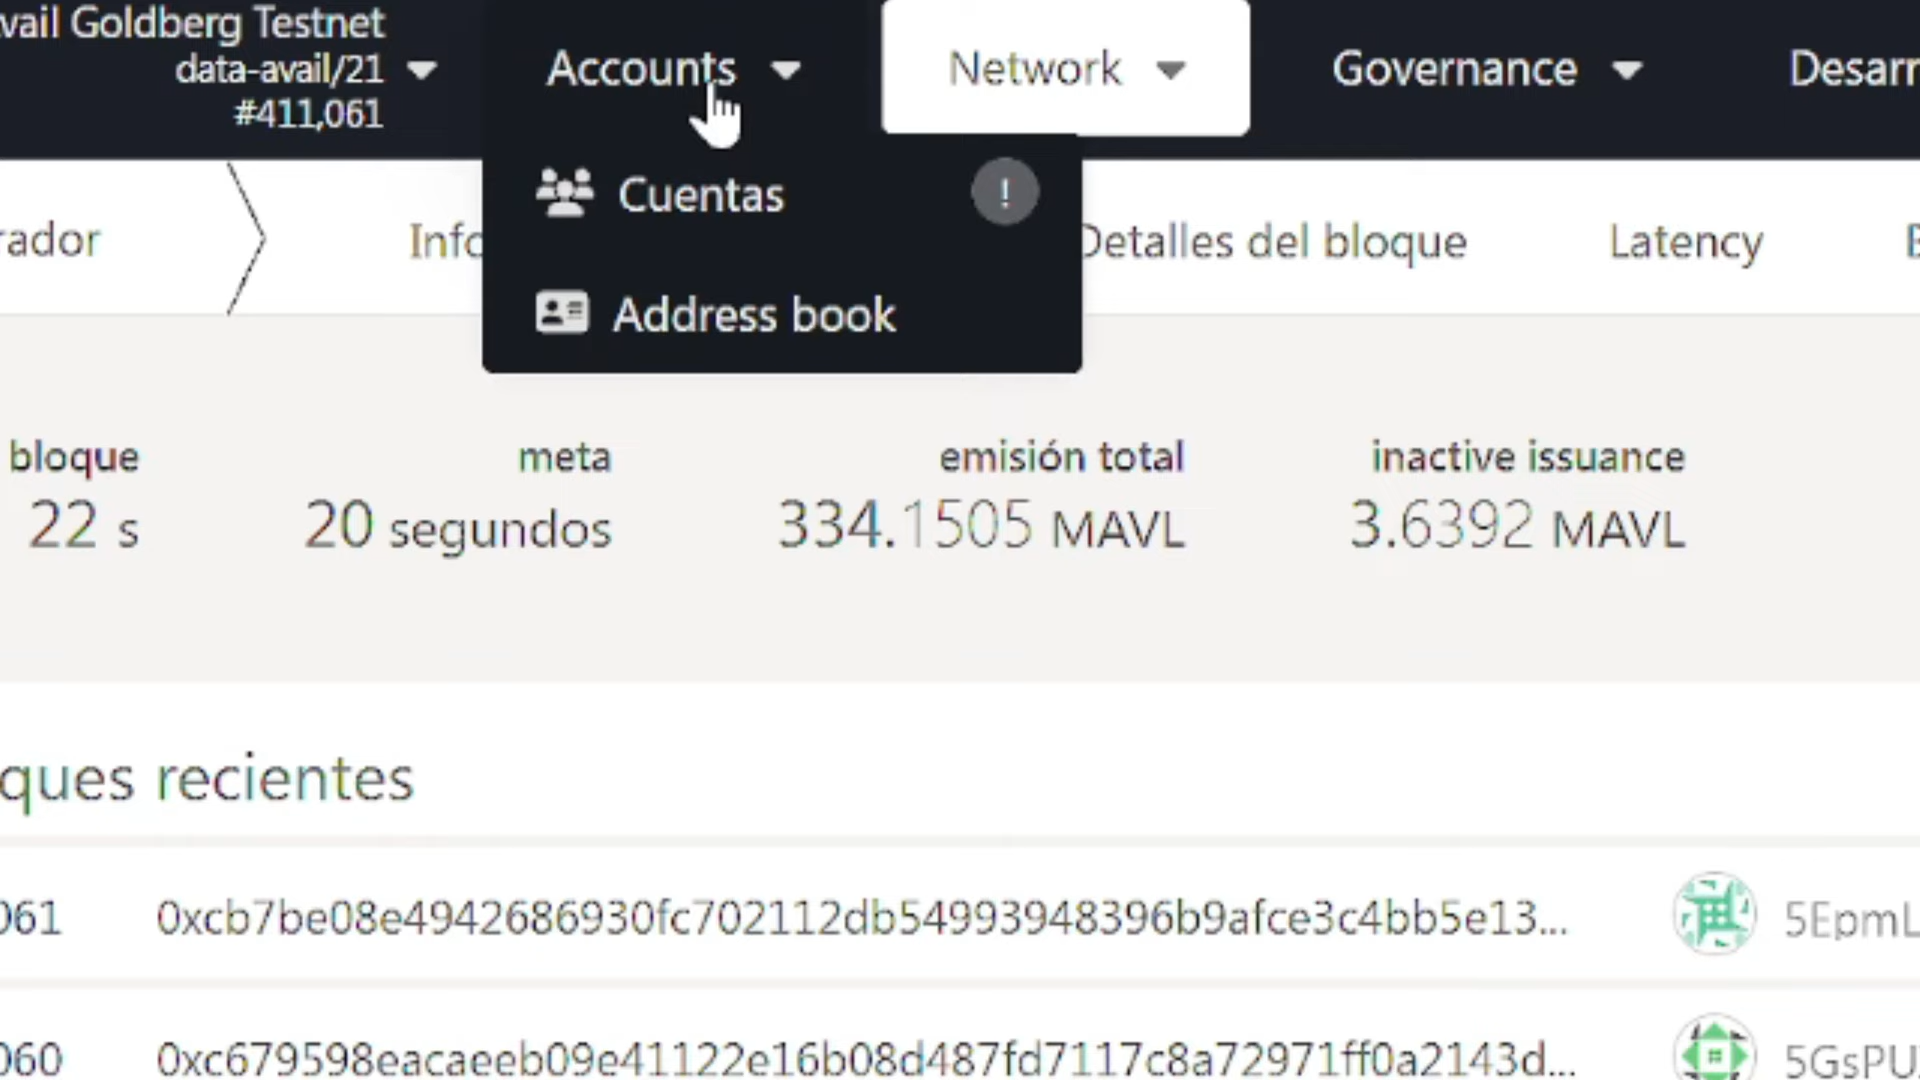 vail Goldberg Testnet
data-avail/21
#411,061
Accounts
Network
Governance
Desarr
Cuentas
!
Address book
rador
Info
Detalles del bloque
Latency
bloque
22 s
meta
20 segundos
emisión total
334.1505 MAVL
inactive issuance
3.6392 MAVL
ques recientes
061 0xcb7be08e4942686930fc702112db54993948396b9afce3c4bb5e13... 5EpmL
060 0xc679598eacaeeb09e41122e16b08d487fd7117c8a72971ff0a2143d... 5GsPU